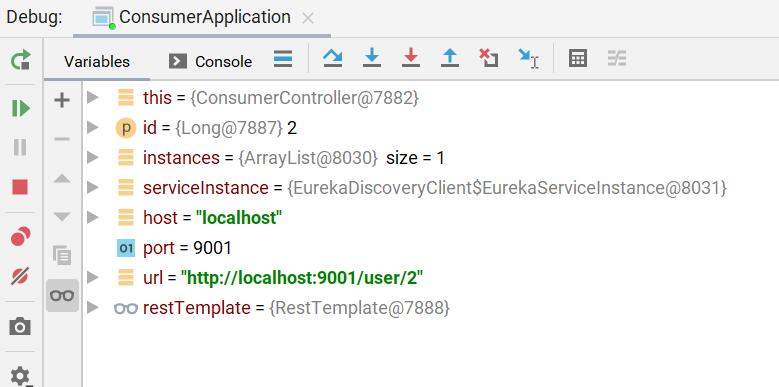 Debug: ConsumerApplication
Variables Console
this = {ConsumerController@7882}
p id = {Long@7887} 2
instances = {ArrayList@8030} size = 1
serviceInstance = {EurekaDiscoveryClient$EurekaServiceInstance@8031}
host = "localhost"
01 port = 9001
url = "http://localhost:9001/user/2"
restTemplate = {RestTemplate@7888}